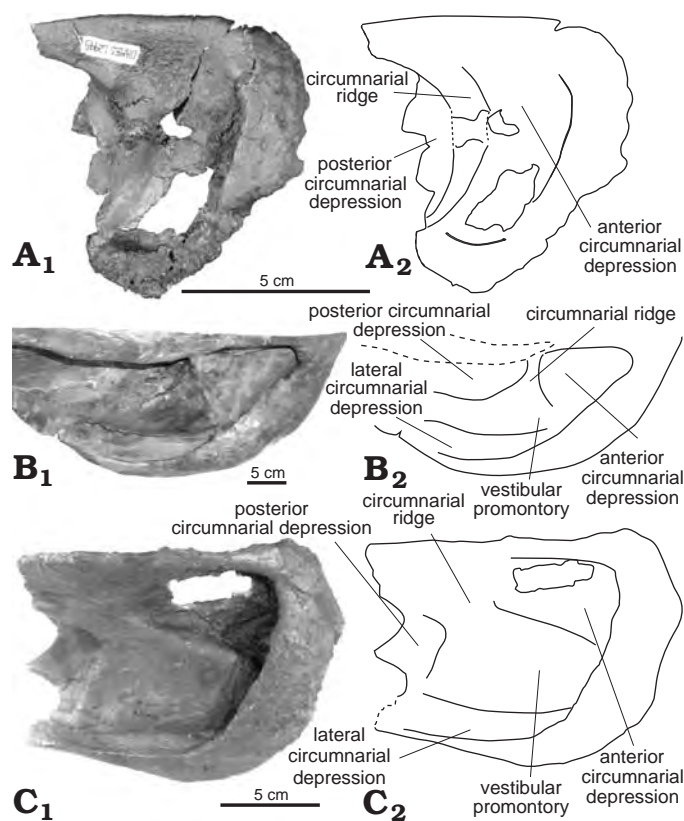 circumnarial
ridge
posterior
circumnarial
depression
anterior
circumnarial
depression
A1
5 cm
A2
posterior circumnarial
depression
circumnarial ridge
lateral
circumnarial
depression
B1
5 cm
B2
vestibular
promontory
anterior
circumnarial
depression
posterior
circumnarial depression
circumnarial
ridge
lateral
circumnarial
depression
vestibular
promontory
anterior
circumnarial
depression
C1
5 cm
C2